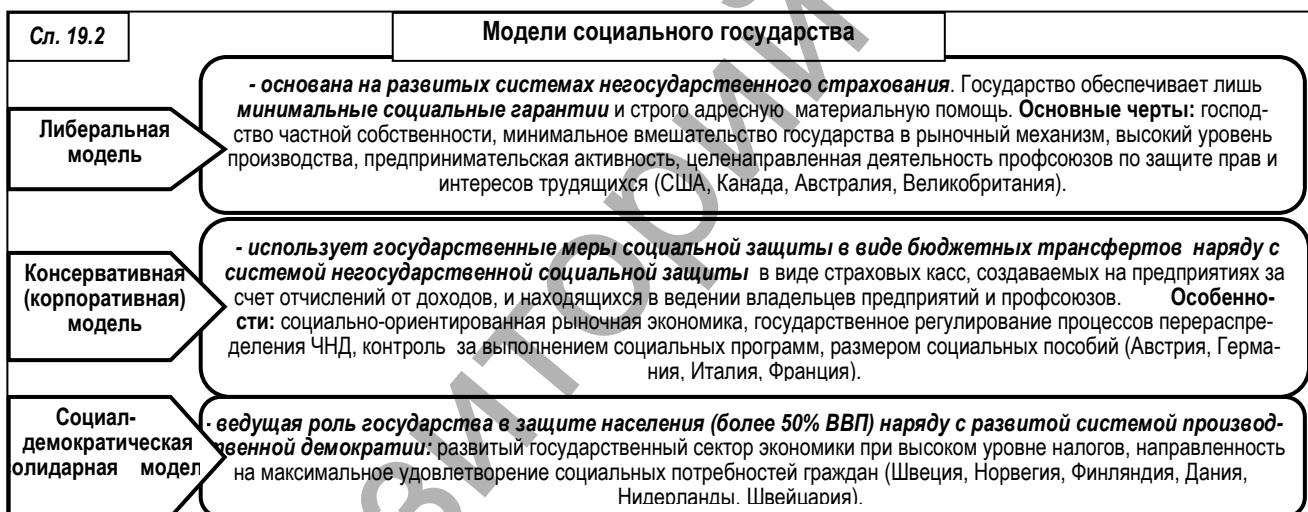 Сл. 19.2
Модели социального государства
Либеральная
модель
- основана на развитых системах негосударственного страхования. Государство обеспечивает лишь
минимальные социальные гарантии и строго адресную материальную помощь. Основные черты: господ-
ство частной собственности, минимальное вмешательство государства в рыночный механизм, высокий уровень
производства, предпринимательская активность, целенаправленная деятельность профсоюзов по защите прав и
интересов трудящихся (США, Канада, Австралия, Великобритания).
Консервативная
(корпоративная)
модель
- использует государственные меры социальной защиты в виде бюджетных трансфертов наряду с
системой негосударственной социальной защиты в виде страховых касс, создаваемых на предприятиях за
счет отчислений от доходов, и находящихся в ведении владельцев предприятий и профсоюзов. Особенно-
сти: социально-ориентированная рыночная экономика, государственное регулирование процессов перераспре-
деления ЧНД, контроль за выполнением социальных программ, размером социальных пособий (Австрия, Герма-
ния, Италия, Франция).
Социал-
демократическая
олидарная модел
- ведущая роль государства в защите населения (более 50% ВВП) наряду с развитой системой производ-
твенной демократии: развитый государственный сектор экономики при высоком уровне налогов, направленность
на максимальное удовлетворение социальных потребностей граждан (Швеция, Норвегия, Финляндия, Дания,
Нидерланды, Швейцария).
зиторий